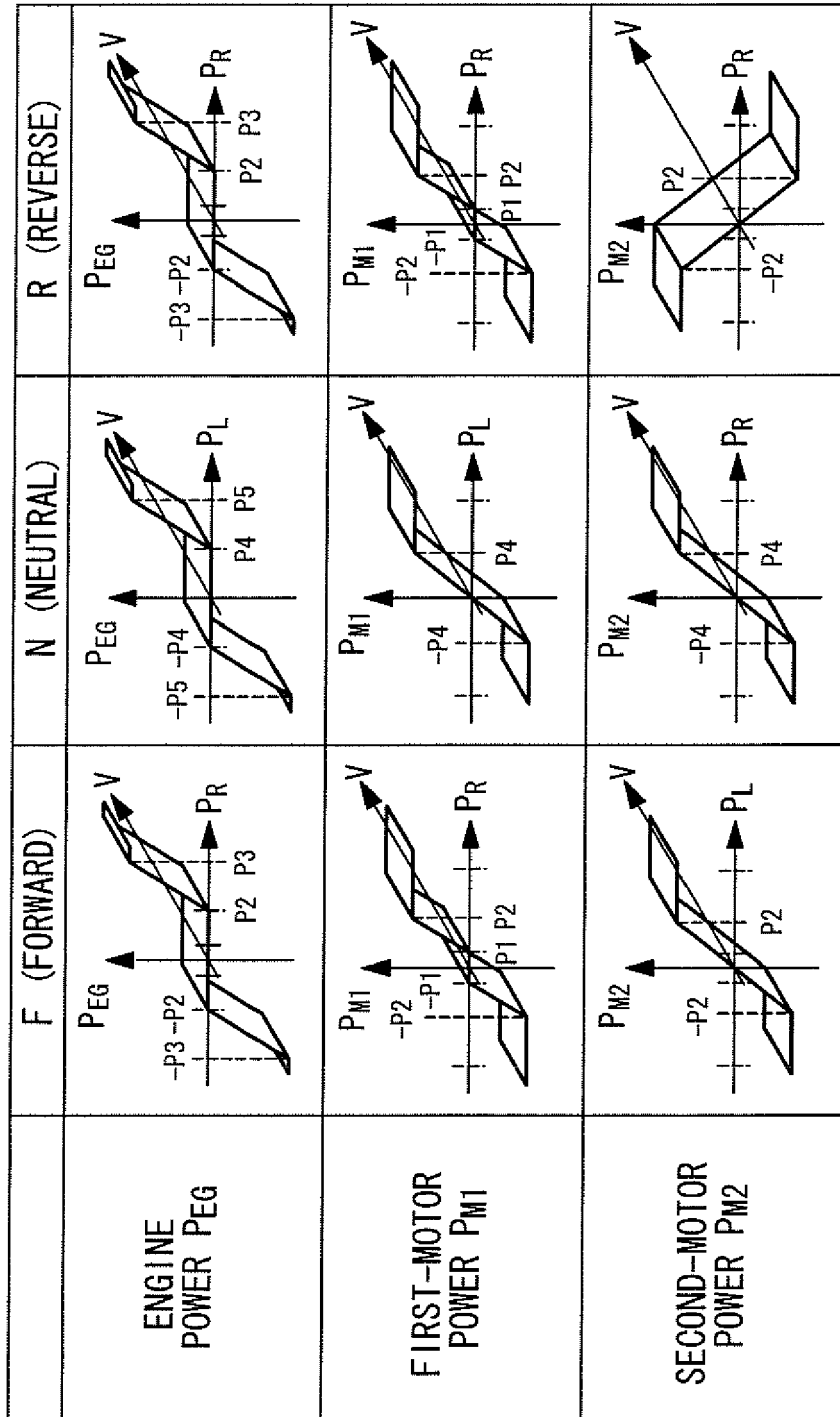 F (FORWARD)
N (NEUTRAL)
R (REVERSE)
ENGINE
POWER PEG
PEG
V
PR
-P3
-P2
P2
P3
PEG
V
PL
-P5
-P4
P4
P5
PEG
V
PR
-P3
-P2
P2
P3
FIRST-MOTOR
POWER PM1
PM1
V
PR
-P2
-P1
P1
P2
PM1
V
PL
-P4
P4
PM1
V
PR
-P2
-P1
P1
P2
SECOND-MOTOR
POWER PM2
PM2
V
PL
-P2
P2
PM2
V
PR
-P4
P4
PM2
V
PR
-P2
P2